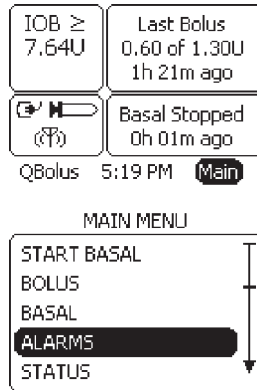 IOB ≥
7.64U
Last Bolus
0.60 of 1.30U
1h 21m ago
Basal Stopped
0h 01m ago
QBolus 5:19 PM Main
MAIN MENU
START BASAL
BOLUS
BASAL
ALARMS
STATUS